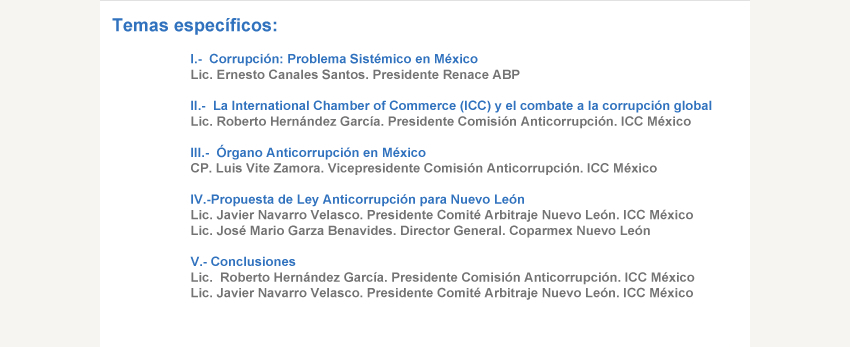 Temas específicos:
I.-  Corrupción: Problema Sistémico en México
Lic. Ernesto Canales Santos. Presidente Renace ABP
II.-  La International Chamber of Commerce (ICC) y el combate a la corrupción global
Lic. Roberto Hernández García. Presidente Comisión Anticorrupción. ICC México
III.-  Órgano Anticorrupción en México
CP. Luis Vite Zamora. Vicepresidente Comisión Anticorrupción. ICC México
IV.-Propuesta de Ley Anticorrupción para Nuevo León
Lic. Javier Navarro Velasco. Presidente Comité Arbitraje Nuevo León. ICC México
Lic. José Mario Garza Benavides. Director General. Coparmex Nuevo León
V.- Conclusiones
Lic.  Roberto Hernández García. Presidente Comisión Anticorrupción. ICC México
Lic. Javier Navarro Velasco. Presidente Comité Arbitraje Nuevo León. ICC México